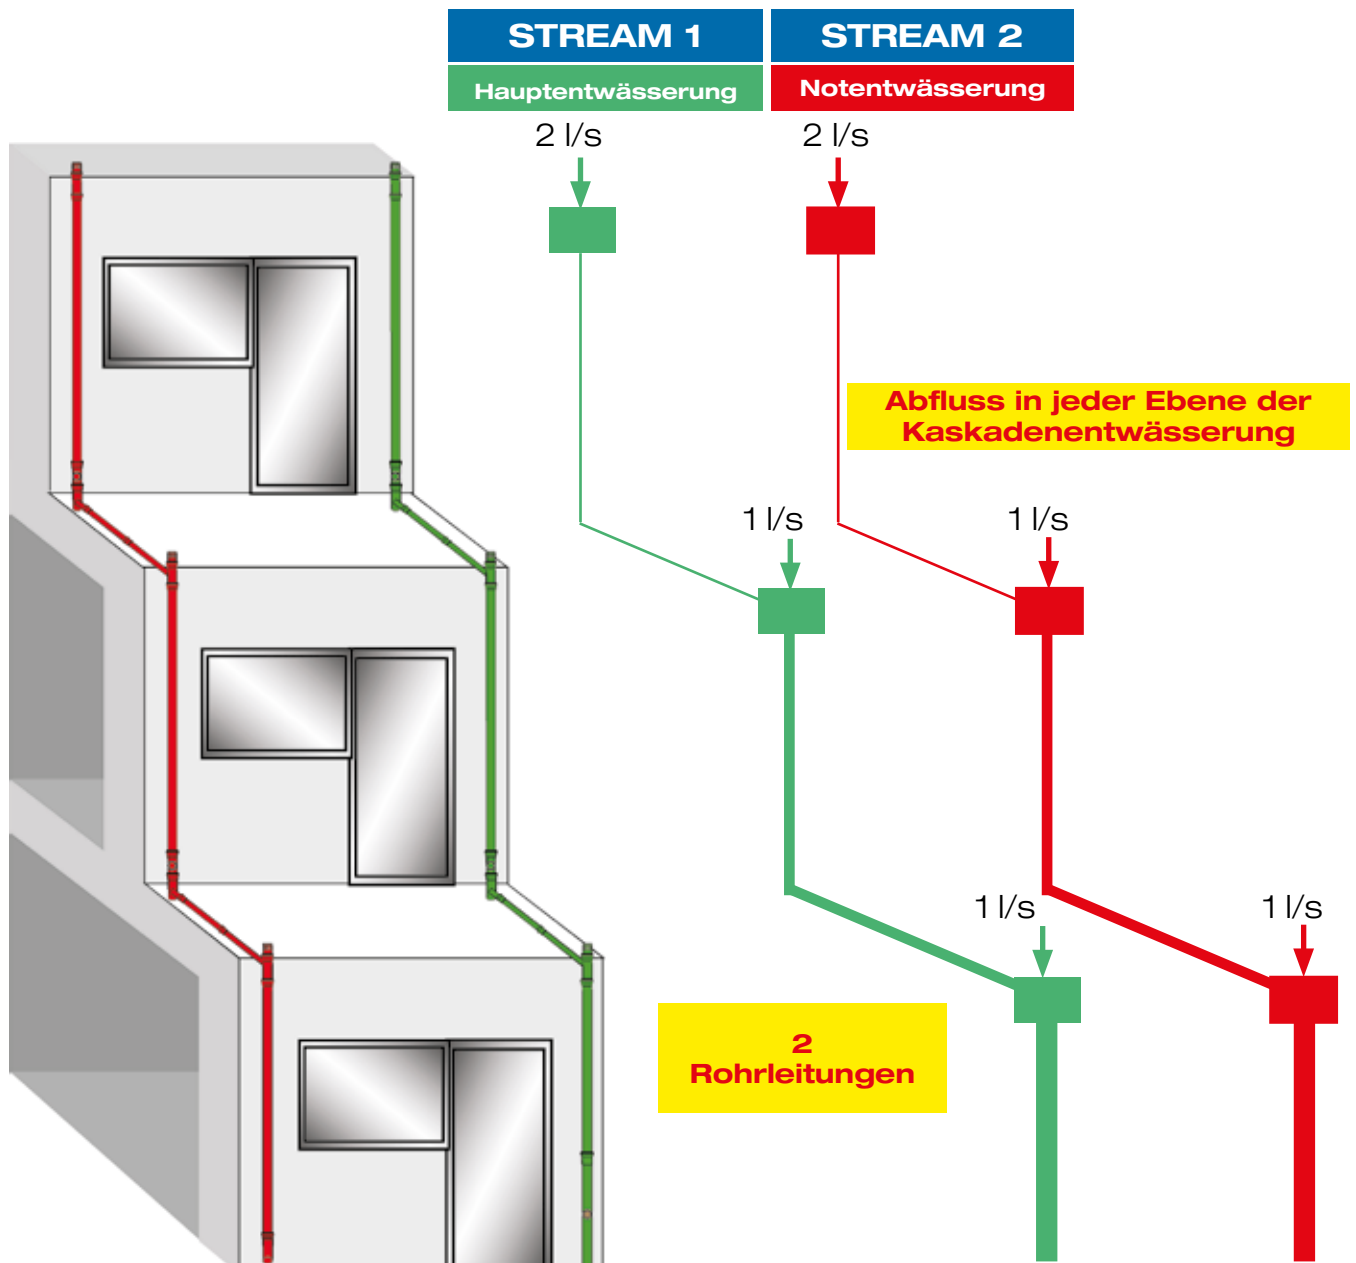 STREAM 1
STREAM 2
Hauptentwässerung
Notentwässerung
2 l/s
2 l/s
Abfluss in jeder Ebene der
Kaskadenentwässerung
1 l/s
1 l/s
1 l/s
1 l/s
2
Rohrleitungen